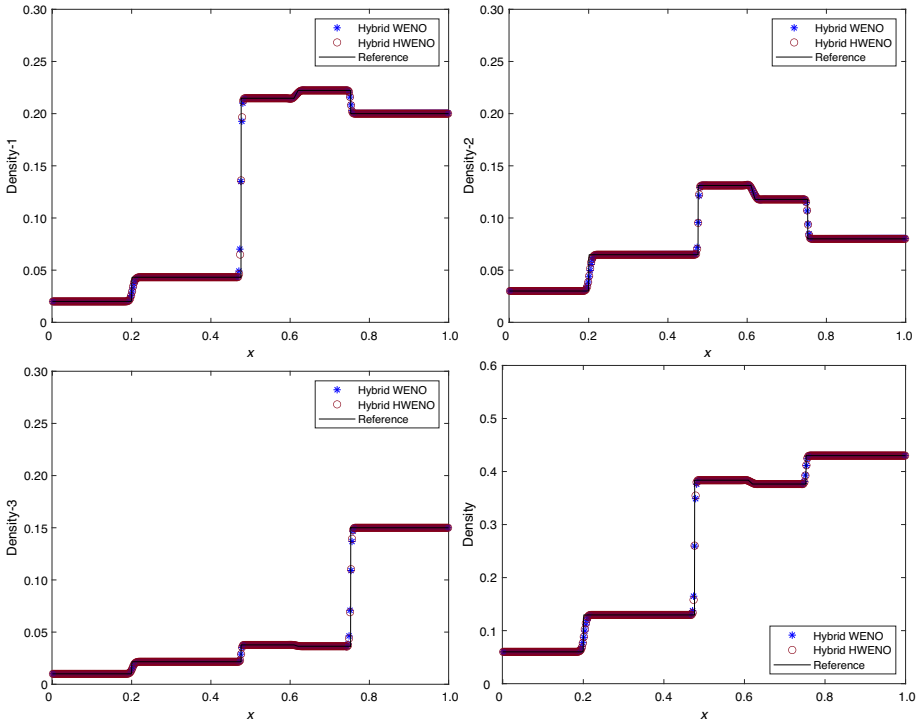 0.30
0.25
0.20
0.15
0.10
0.05
0
Density-1
0 0.2 0.4 0.6 0.8 1.0
x
Hybrid WENO
Hybrid HWENO
Reference
0.30
0.25
0.20
0.15
0.10
0.05
0
Density-2
0 0.2 0.4 0.6 0.8 1.0
x
Hybrid WENO
Hybrid HWENO
Reference
0.30
0.25
0.20
0.15
0.10
0.05
0.00
Density-3
0 0.2 0.4 0.6 0.8 1.0
x
Hybrid WENO
Hybrid HWENO
Reference
0.6
0.5
0.4
0.3
0.2
0.1
0
Density
0 0.2 0.4 0.6 0.8 1.0
x
Hybrid WENO
Hybrid HWENO
Reference